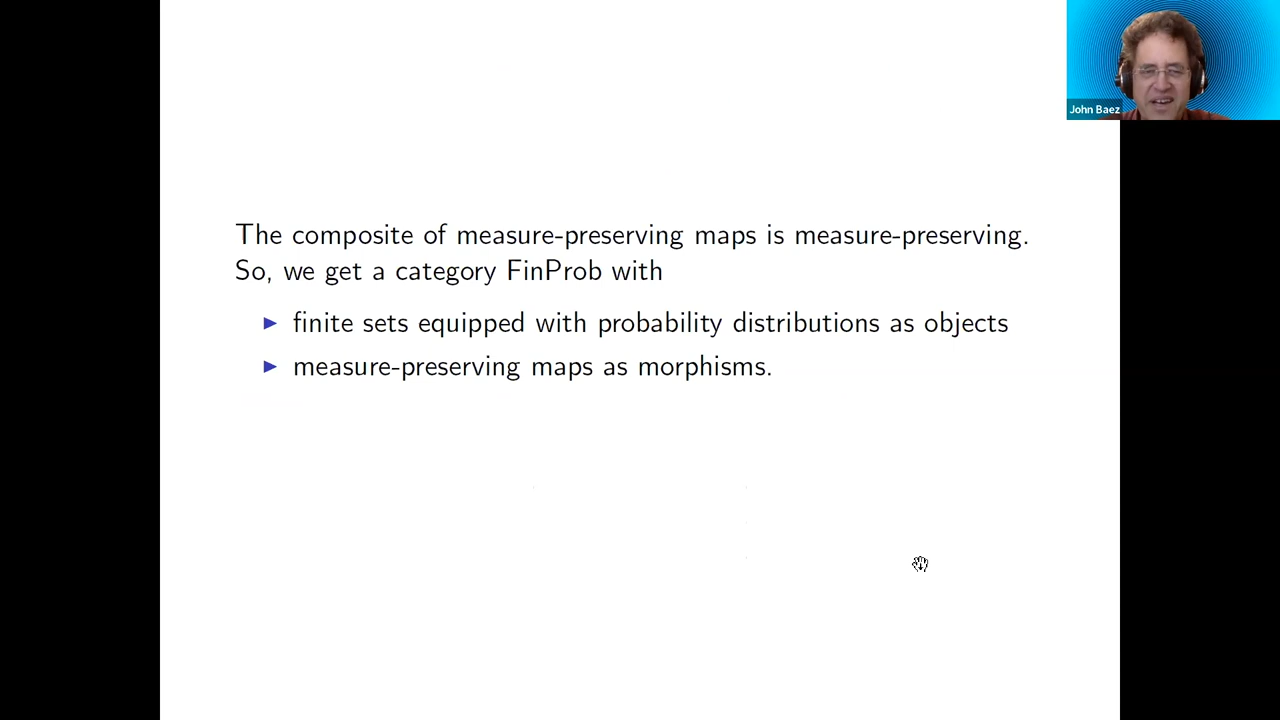 John Baez
The composite of measure-preserving maps is measure-preserving.
So, we get a category FinProb with
▶ finite sets equipped with probability distributions as objects
▶ measure-preserving maps as morphisms.